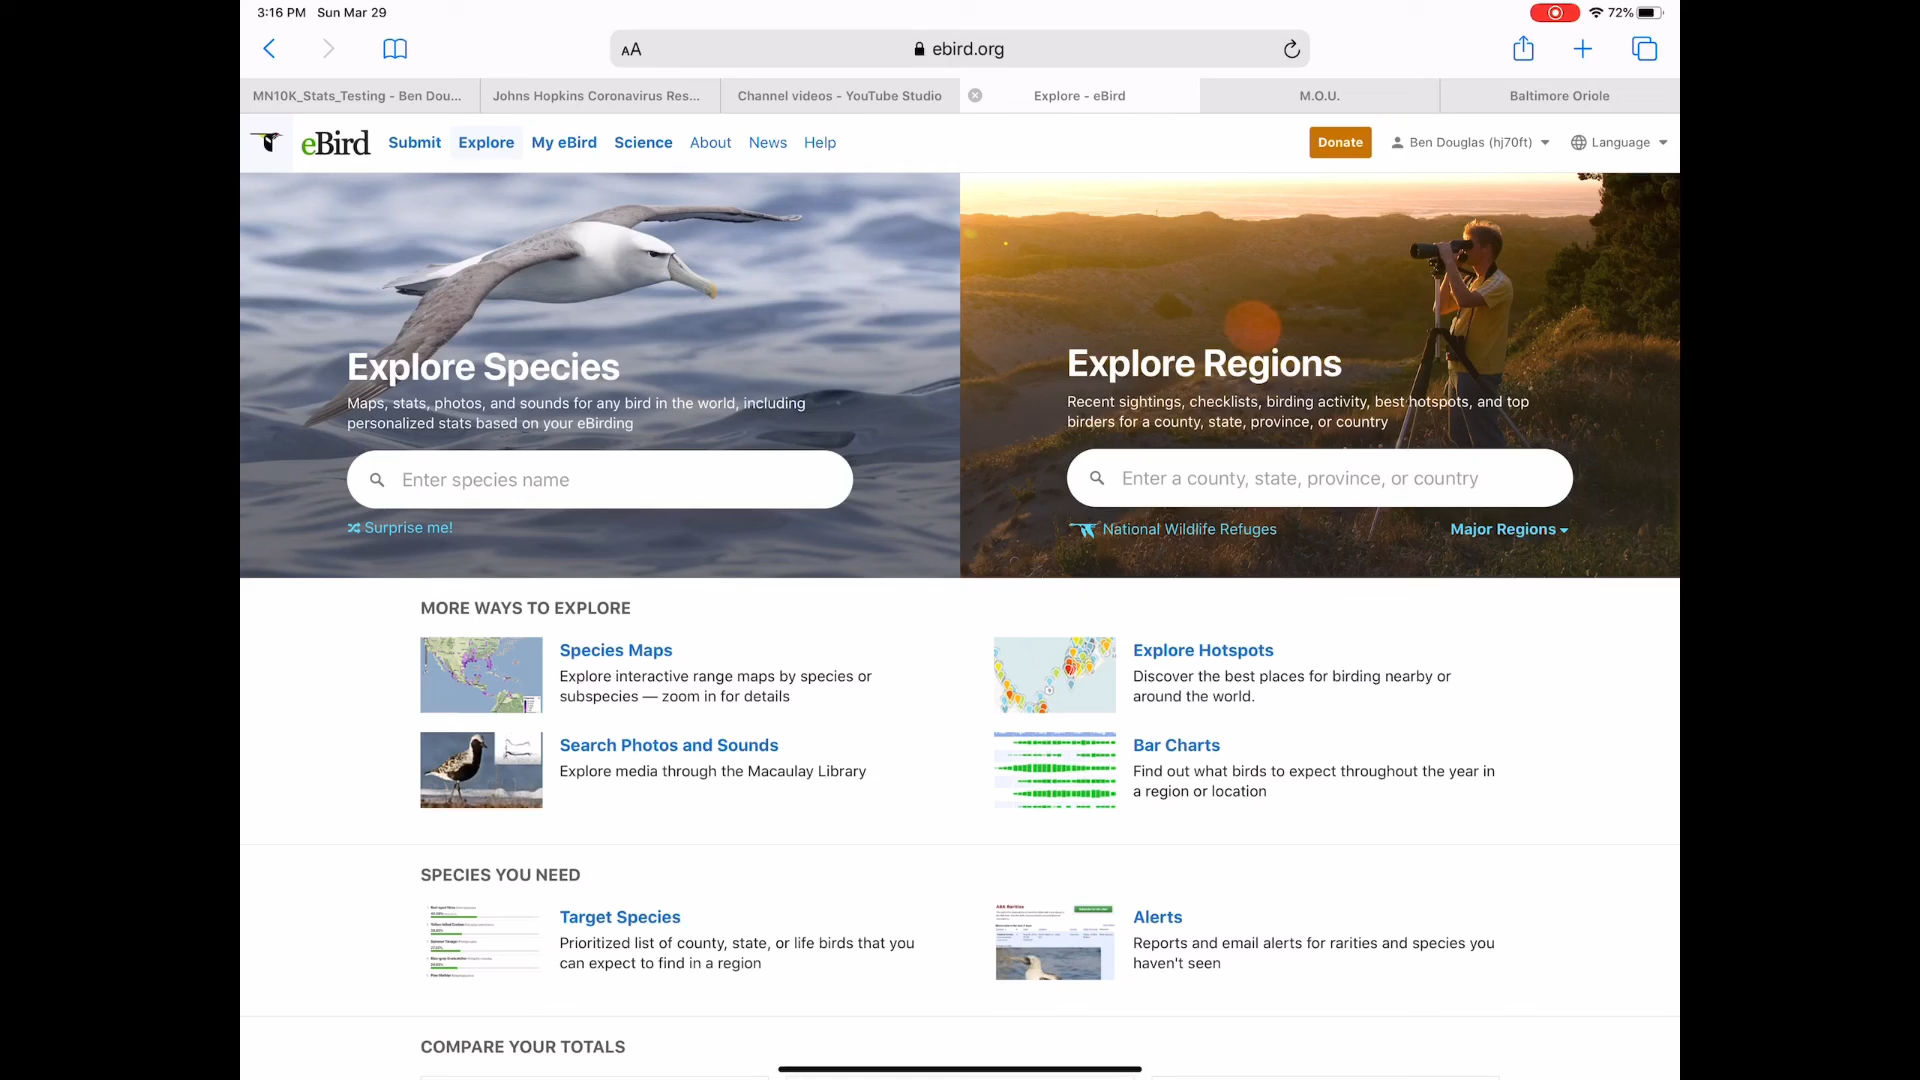 3:16 PM Sun Mar 29
72%
AA
ebird.org
MN10K_Stats_Testing - Ben Dou...
Johns Hopkins Coronavirus Res...
Channel videos - YouTube Studio
Explore - eBird
M.O.U.
Baltimore Oriole
eBird
Submit
Explore
My eBird
Science
About
News
Help
Donate
Ben Douglas (hj70ft)
Language
Explore Species
Maps, stats, photos, and sounds for any bird in the world, including
personalized stats based on your eBirding
Enter species name
Surprise me!
Explore Regions
Recent sightings, checklists, birding activity, best hotspots, and top
birders for a county, state, province, or country
Enter a county, state, province, or country
National Wildlife Refuges
Major Regions
MORE WAYS TO EXPLORE
Species Maps
Explore interactive range maps by species or
subspecies — zoom in for details
Explore Hotspots
Discover the best places for birding nearby or
around the world.
Search Photos and Sounds
Explore media through the Macaulay Library
Bar Charts
Find out what birds to expect throughout the year in
a region or location
SPECIES YOU NEED
Target Species
Prioritized list of county, state, or life birds that you
can expect to find in a region
Alerts
Reports and email alerts for rarities and species you
haven't seen
COMPARE YOUR TOTALS